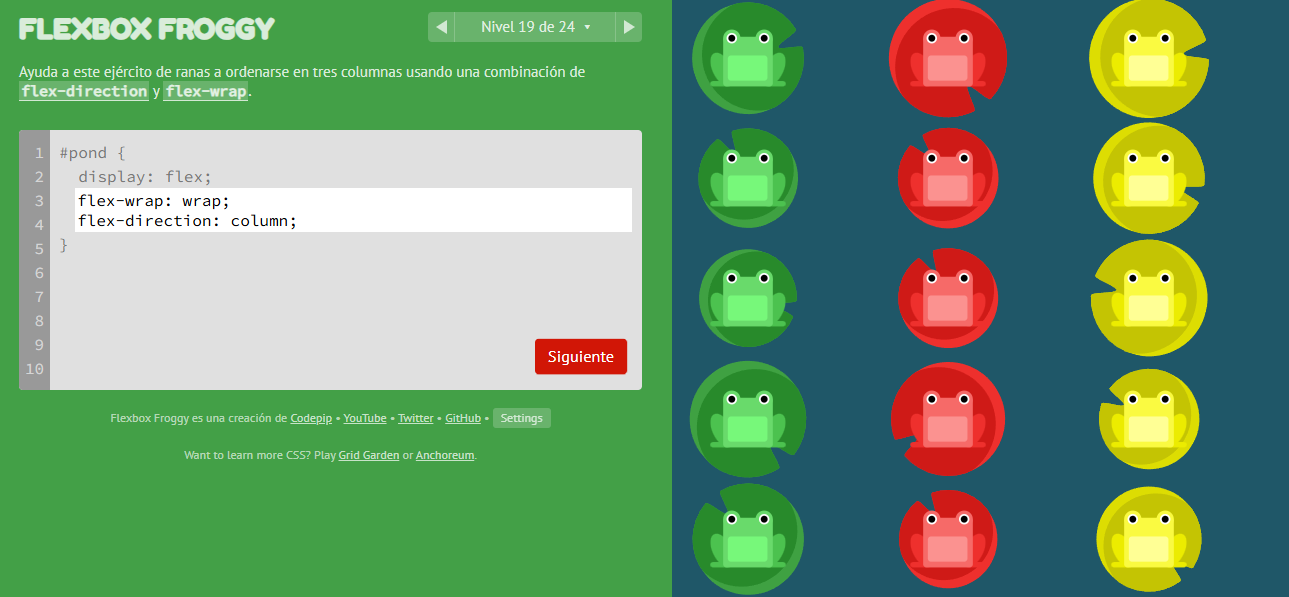 FLEXBOX FROGGY
◀ Nivel 19 de 24 ▾ ▶
Ayuda a este ejército de ranas a ordenarse en tres columnas usando una combinación de
flex-direction y flex-wrap.
1 #pond {
2 display: flex;
3 flex-wrap: wrap;
4 flex-direction: column;
5 }
6
7
8
9
10
Siguiente
Flexbox Froggy es una creación de Codepip • YouTube • Twitter • GitHub • Settings
Want to learn more CSS? Play Grid Garden or Anchoreum.